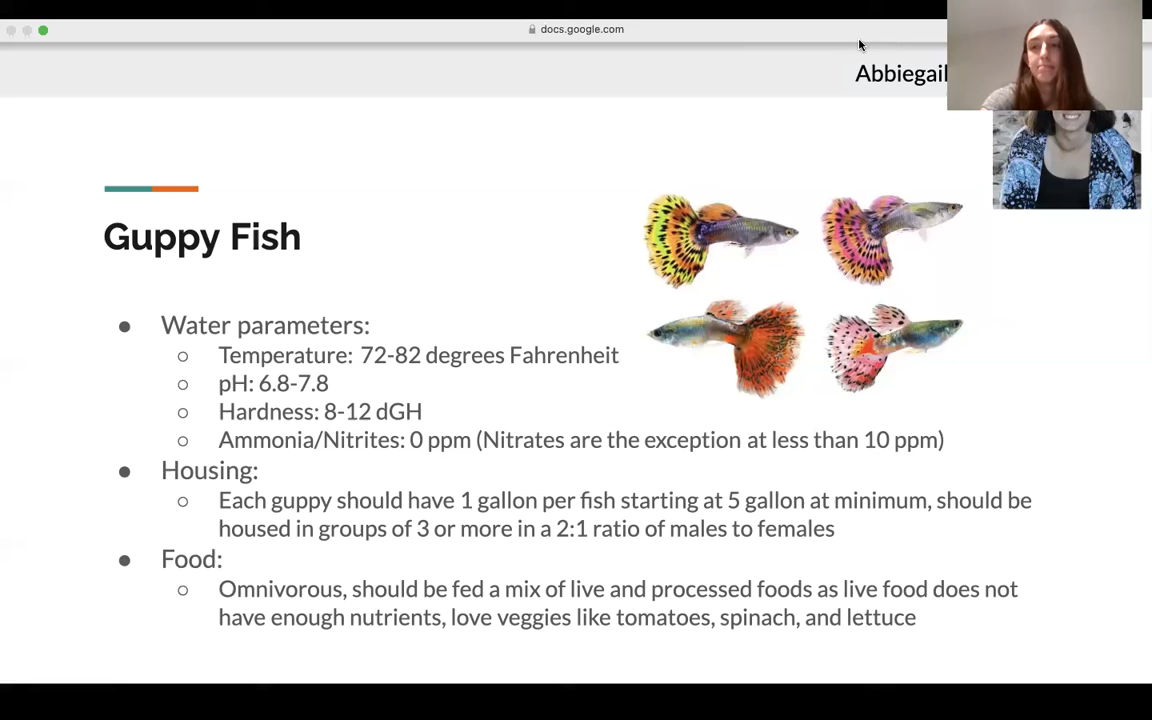 docs.google.com
Abbiegail
Guppy Fish
● Water parameters:
○ Temperature: 72-82 degrees Fahrenheit
○ pH: 6.8-7.8
○ Hardness: 8-12 dGH
○ Ammonia/Nitrites: 0 ppm (Nitrates are the exception at less than 10 ppm)
● Housing:
○ Each guppy should have 1 gallon per fish starting at 5 gallon at minimum, should be
housed in groups of 3 or more in a 2:1 ratio of males to females
● Food:
○ Omnivorous, should be fed a mix of live and processed foods as live food does not
have enough nutrients, love veggies like tomatoes, spinach, and lettuce